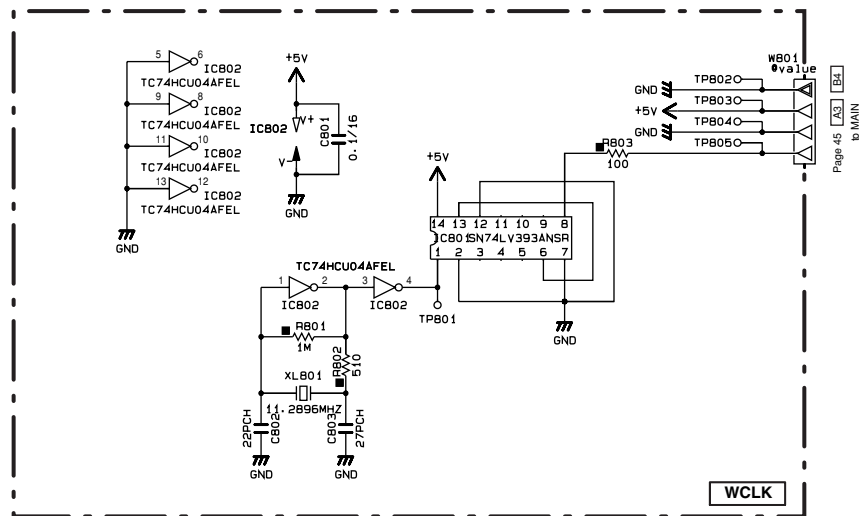 5 6
IC802
TC74HCU04AFEL
9 8
IC802
TC74HCU04AFEL
11 10
IC802
TC74HCU04AFEL
13 12
IC802
TC74HCU04AFEL
GND
+5V
V+
IC802
V-
C801
0.1/16
GND
W801
0value
TP802
GND
TP803
+5V
TP804
GND
TP805
R803
100
Page 45 A3 B4
to MAIN
+5V
14 13 12 11 10 9 8
IC801SN74LV393ANSR
1 2 3 4 5 6 7
TC74HCU04AFEL
1 2
IC802
3 4
IC802
TP801
GND
R801
1M
R802
510
XL801
11.2896MHZ
22PCH
C802
C803
27PCH
GND
GND
WCLK